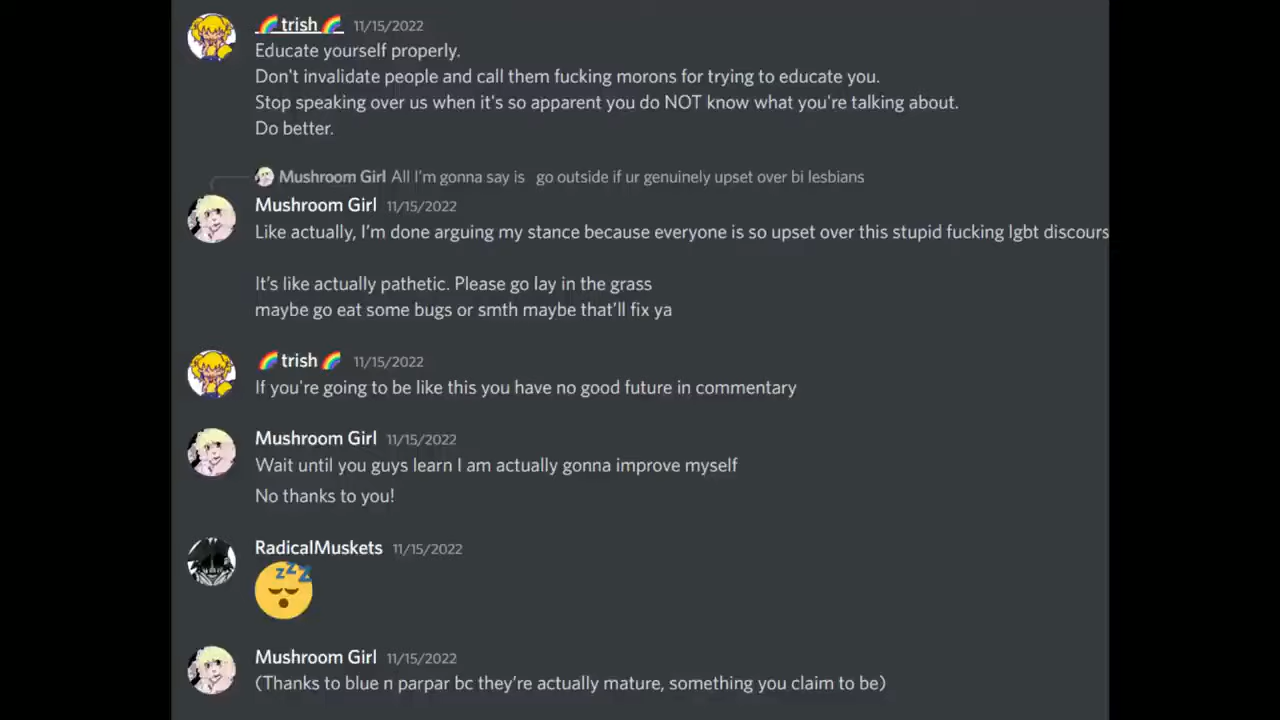 🌈trish🌈 11/15/2022
Educate yourself properly.
Don't invalidate people and call them fucking morons for trying to educate you.
Stop speaking over us when it's so apparent you do NOT know what you're talking about.
Do better.
Mushroom Girl All I'm gonna say is go outside if ur genuinely upset over bi lesbians
Mushroom Girl 11/15/2022
Like actually, I'm done arguing my stance because everyone is so upset over this stupid fucking lgbt discours
It's like actually pathetic. Please go lay in the grass
maybe go eat some bugs or smth maybe that'll fix ya
🌈trish🌈 11/15/2022
If you're going to be like this you have no good future in commentary
Mushroom Girl 11/15/2022
Wait until you guys learn I am actually gonna improve myself
No thanks to you!
RadicalMuskets 11/15/2022
😴
Mushroom Girl 11/15/2022
(Thanks to blue n parpar bc they're actually mature, something you claim to be)